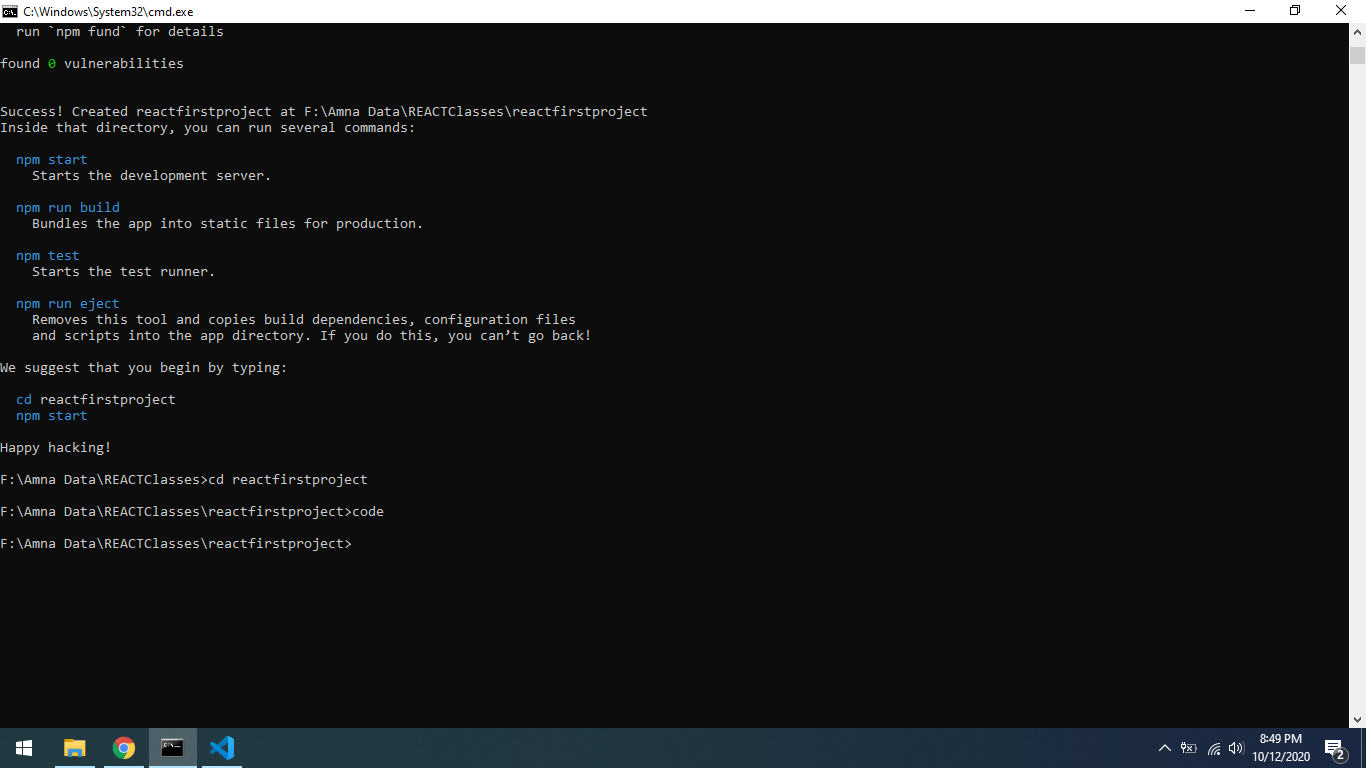 C:\Windows\System32\cmd.exe
run `npm fund` for details
found 0 vulnerabilities
Success! Created reactfirstproject at F:\Amna Data\REACTClasses\reactfirstproject
Inside that directory, you can run several commands:
npm start
Starts the development server.
npm run build
Bundles the app into static files for production.
npm test
Starts the test runner.
npm run eject
Removes this tool and copies build dependencies, configuration files
and scripts into the app directory. If you do this, you can’t go back!
We suggest that you begin by typing:
cd reactfirstproject
npm start
Happy hacking!
F:\Amna Data\REACTClasses>cd reactfirstproject
F:\Amna Data\REACTClasses\reactfirstproject>code
F:\Amna Data\REACTClasses\reactfirstproject>
8:49 PM
10/12/2020
2